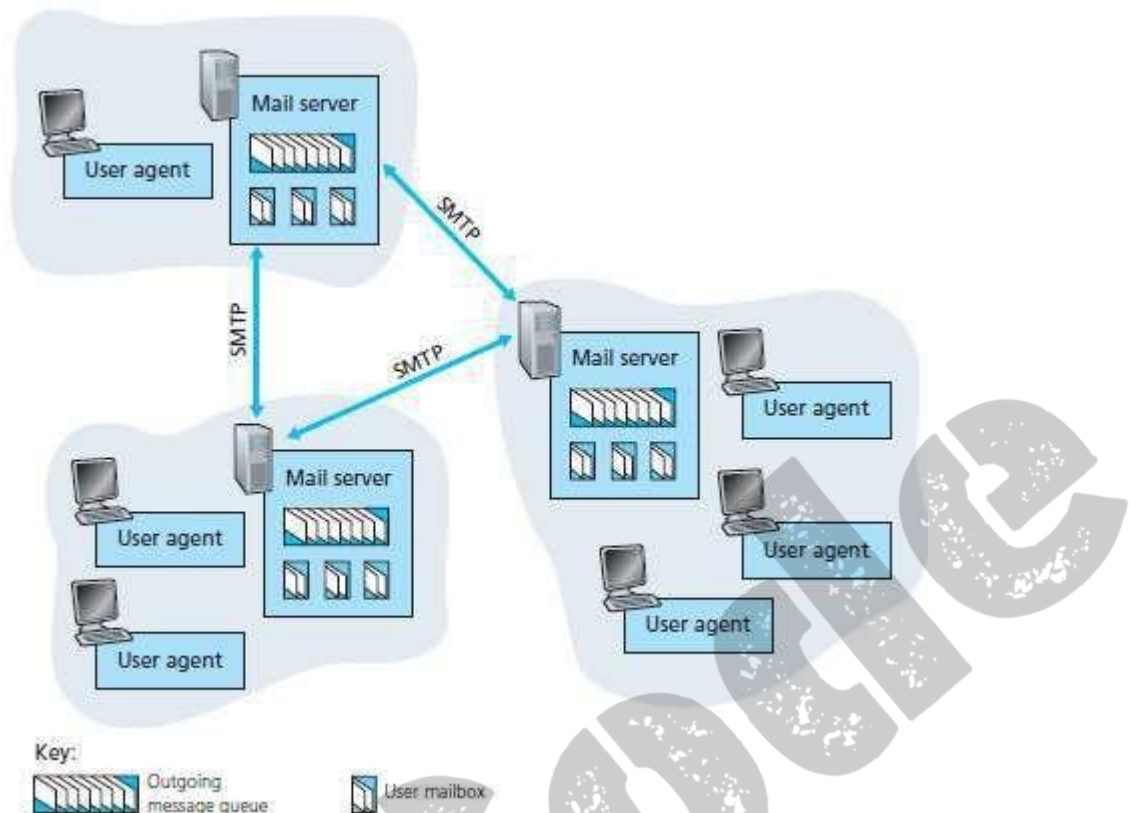 Mail server
User agent
SMTP
SMTP
SMTP
Mail server
User agent
Mail server
User agent
User agent
User agent
User agent
Key:
Outgoing
message queue
User mailbox